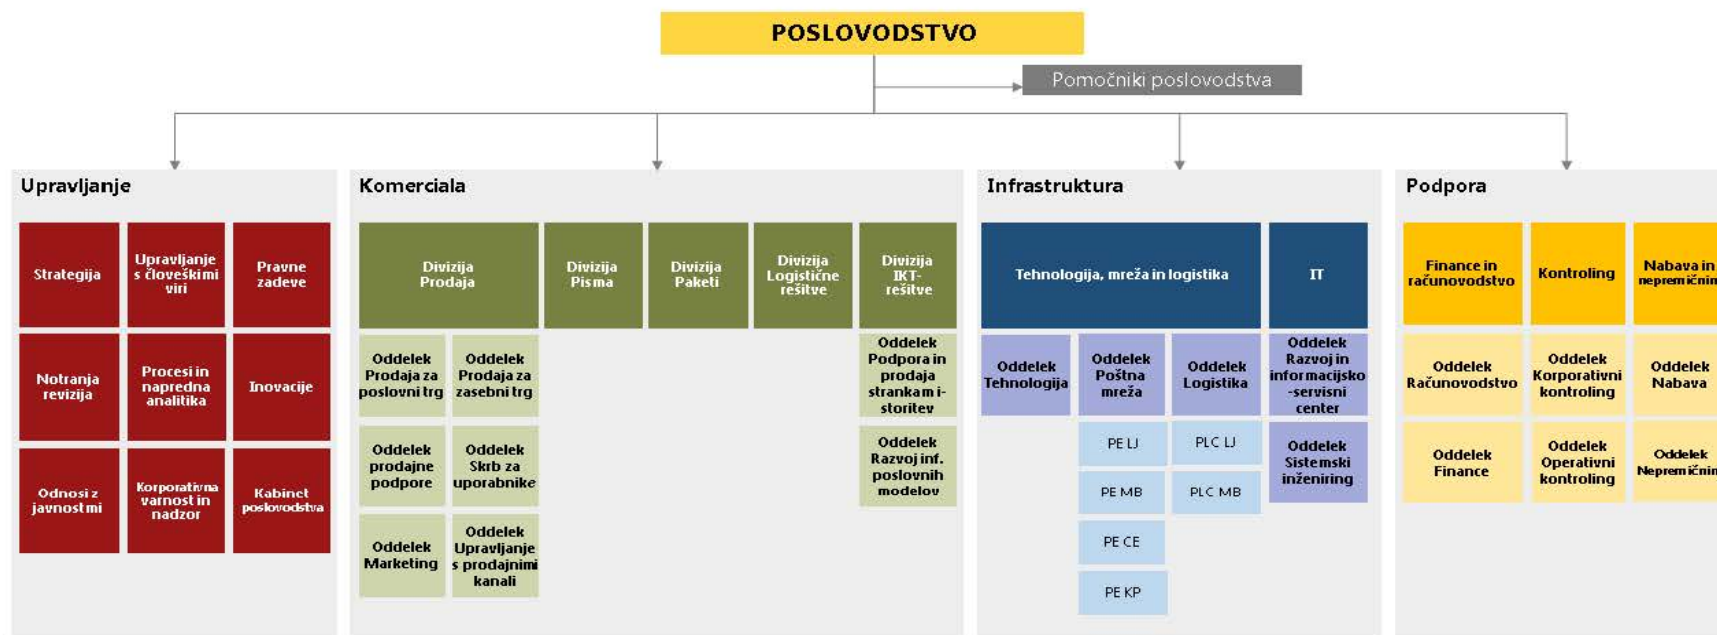 POSLOVODSTVO
Pomočniki poslovodstva
Upravljanje
Strategija
Upravljanje
s človeškimi
viri
Pravne
zadeve
Notranja
revizija
Procesi in
napredna
analitika
Inovacije
Odnosi z
javnostmi
Korporativna
varnost in
nadzor
Kabinet
poslovodstva
Komerciala
Divizija
Prodaja
Divizija
Pisma
Divizija
Paketi
Divizija
Logistične
rešitve
Divizija
IKT-
rešitve
Oddelek
Prodaja za
poslovni trg
Oddelek
Prodaja za
zasebni trg
Oddelek
Podpora in
prodaja
strankam i-
storitev
Oddelek
prodajne
podpore
Oddelek
Skrb za
uporabnike
Oddelek
Razvoj inf.
poslovnih
modelov
Oddelek
Marketing
Oddelek
Upravljanje
s prodajnimi
kanali
Infrastruktura
Tehnologija, mreža in logistika
IT
Oddelek
Tehnologija
Oddelek
Poštna
mreža
Oddelek
Logistika
Oddelek
Razvoj in
informacijsko
-servisni
center
PE LJ
PLC LJ
Oddelek
Sistemski
inženiring
PE MB
PLC MB
PE CE
PE KP
Podpora
Finance in
računovodstvo
Kontroling
Nabava in
nepremičnin
Oddelek
Računovodstvo
Oddelek
Korporativni
kontroling
Oddelek
Nabava
Oddelek
Finance
Oddelek
Operativni
kontroling
Oddelek
Nepremičnin